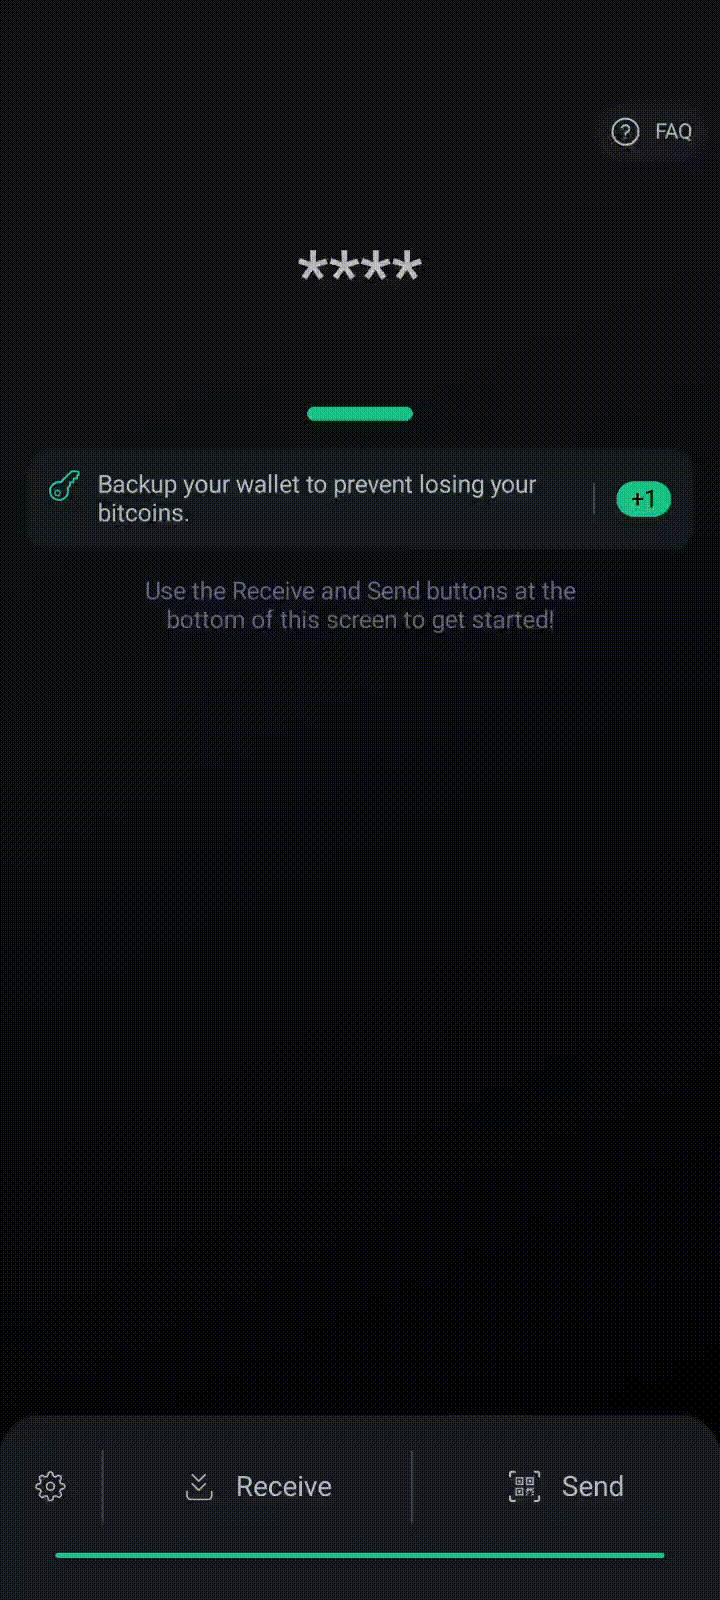 FAQ
****
Backup your wallet to prevent losing your
bitcoins.
+1
Use the Receive and Send buttons at the
bottom of this screen to get started!
Receive
Send